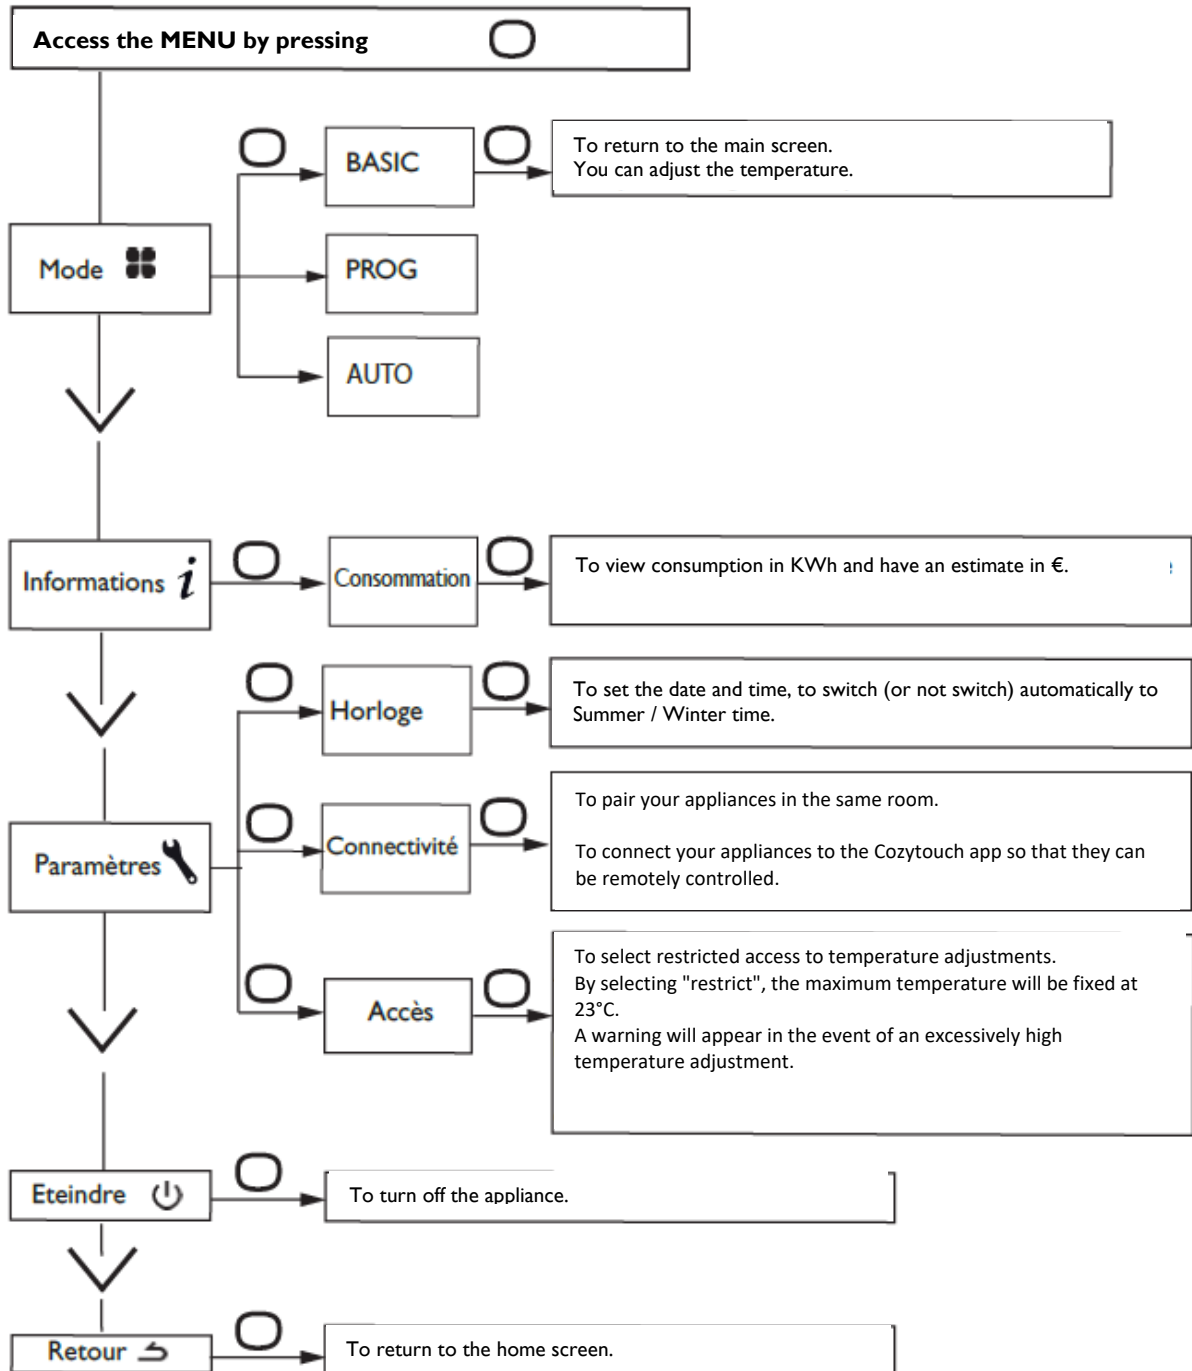 Access the MENU by pressing
BASIC
To return to the main screen.
You can adjust the temperature.
Mode
PROG
AUTO
Informations i
Consommation
To view consumption in KWh and have an estimate in €.
Horloge
To set the date and time, to switch (or not switch) automatically to
Summer / Winter time.
Paramètres
Connectivité
To pair your appliances in the same room.
To connect your appliances to the Cozytouch app so that they can
be remotely controlled.
Accès
To select restricted access to temperature adjustments.
By selecting "restrict", the maximum temperature will be fixed at
23°C.
A warning will appear in the event of an excessively high
temperature adjustment.
Eteindre
To turn off the appliance.
Retour
To return to the home screen.